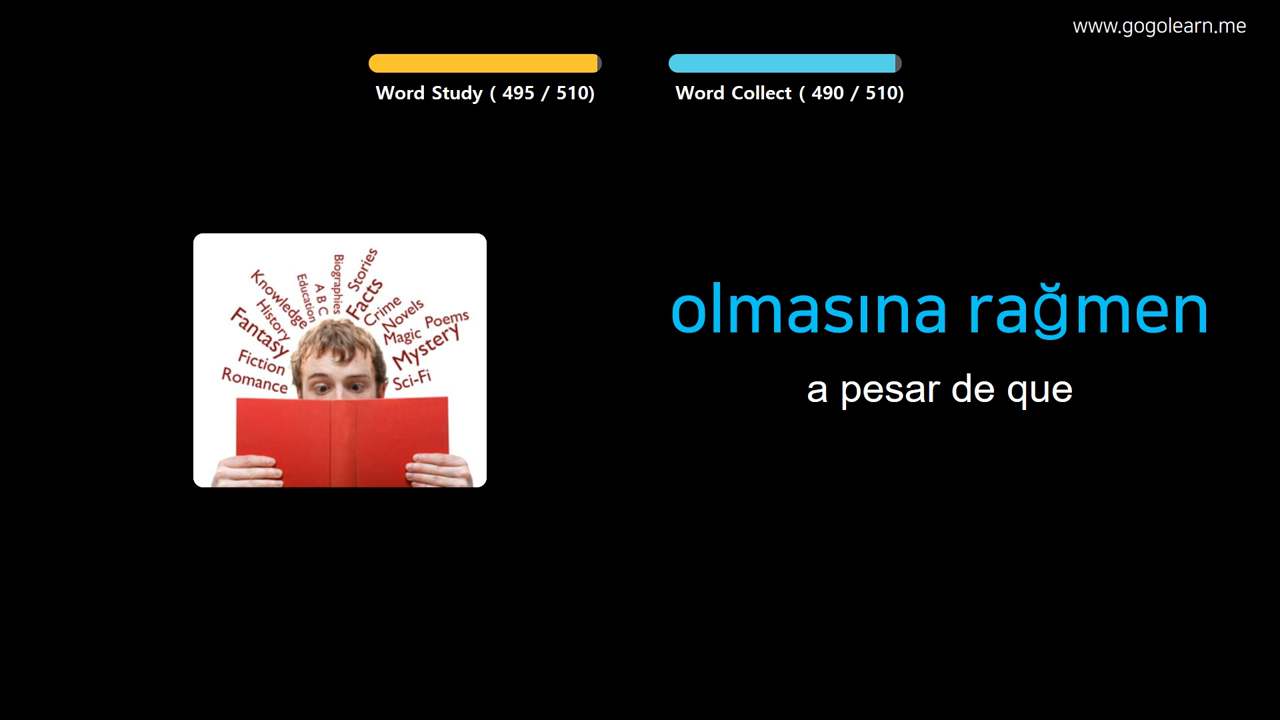 www.gogolearn.me
Word Study ( 495 / 510)
Word Collect ( 490 / 510)
Knowledge
History
Fantasy
Fiction
Romance
Education
A B C
Biographies
Stories
Facts
Crime
Novels
Magic
Poems
Mystery
Sci-Fi
olmasına rağmen
a pesar de que